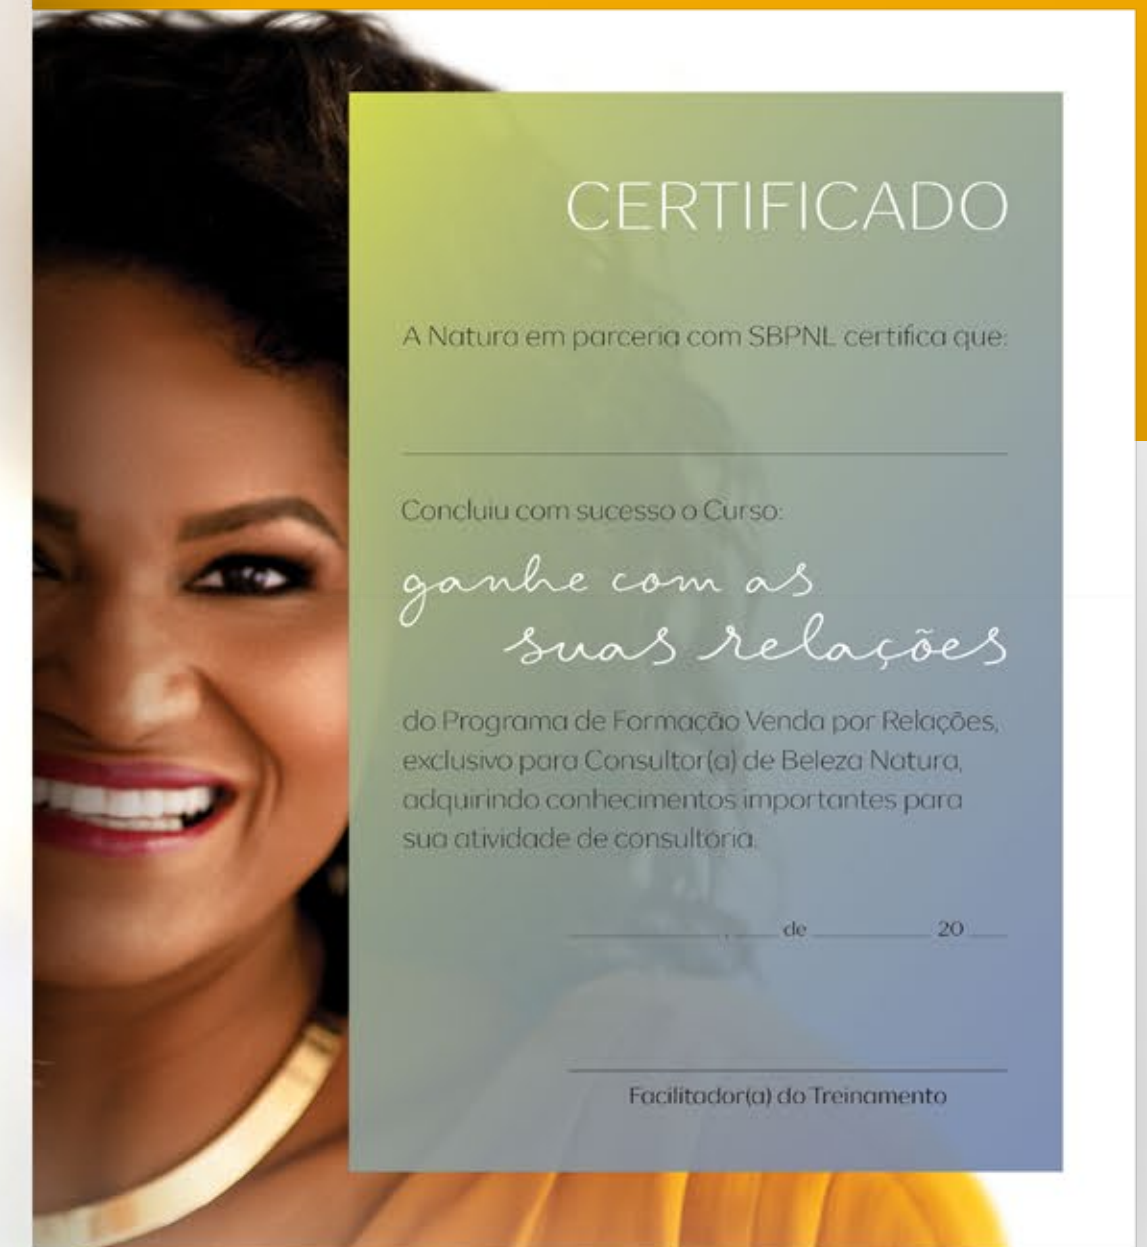 CERTIFICADO
A Natura em parceria com SBPNL certifica que:
Concluiu com sucesso o Curso:
ganhe com as
suas relações
do Programa de Formação Venda por Relações,
exclusivo para Consultor(a) de Beleza Natura,
adquirindo conhecimentos importantes para
sua atividade de consultoria.
, de 20
Facilitador(a) do Treinamento